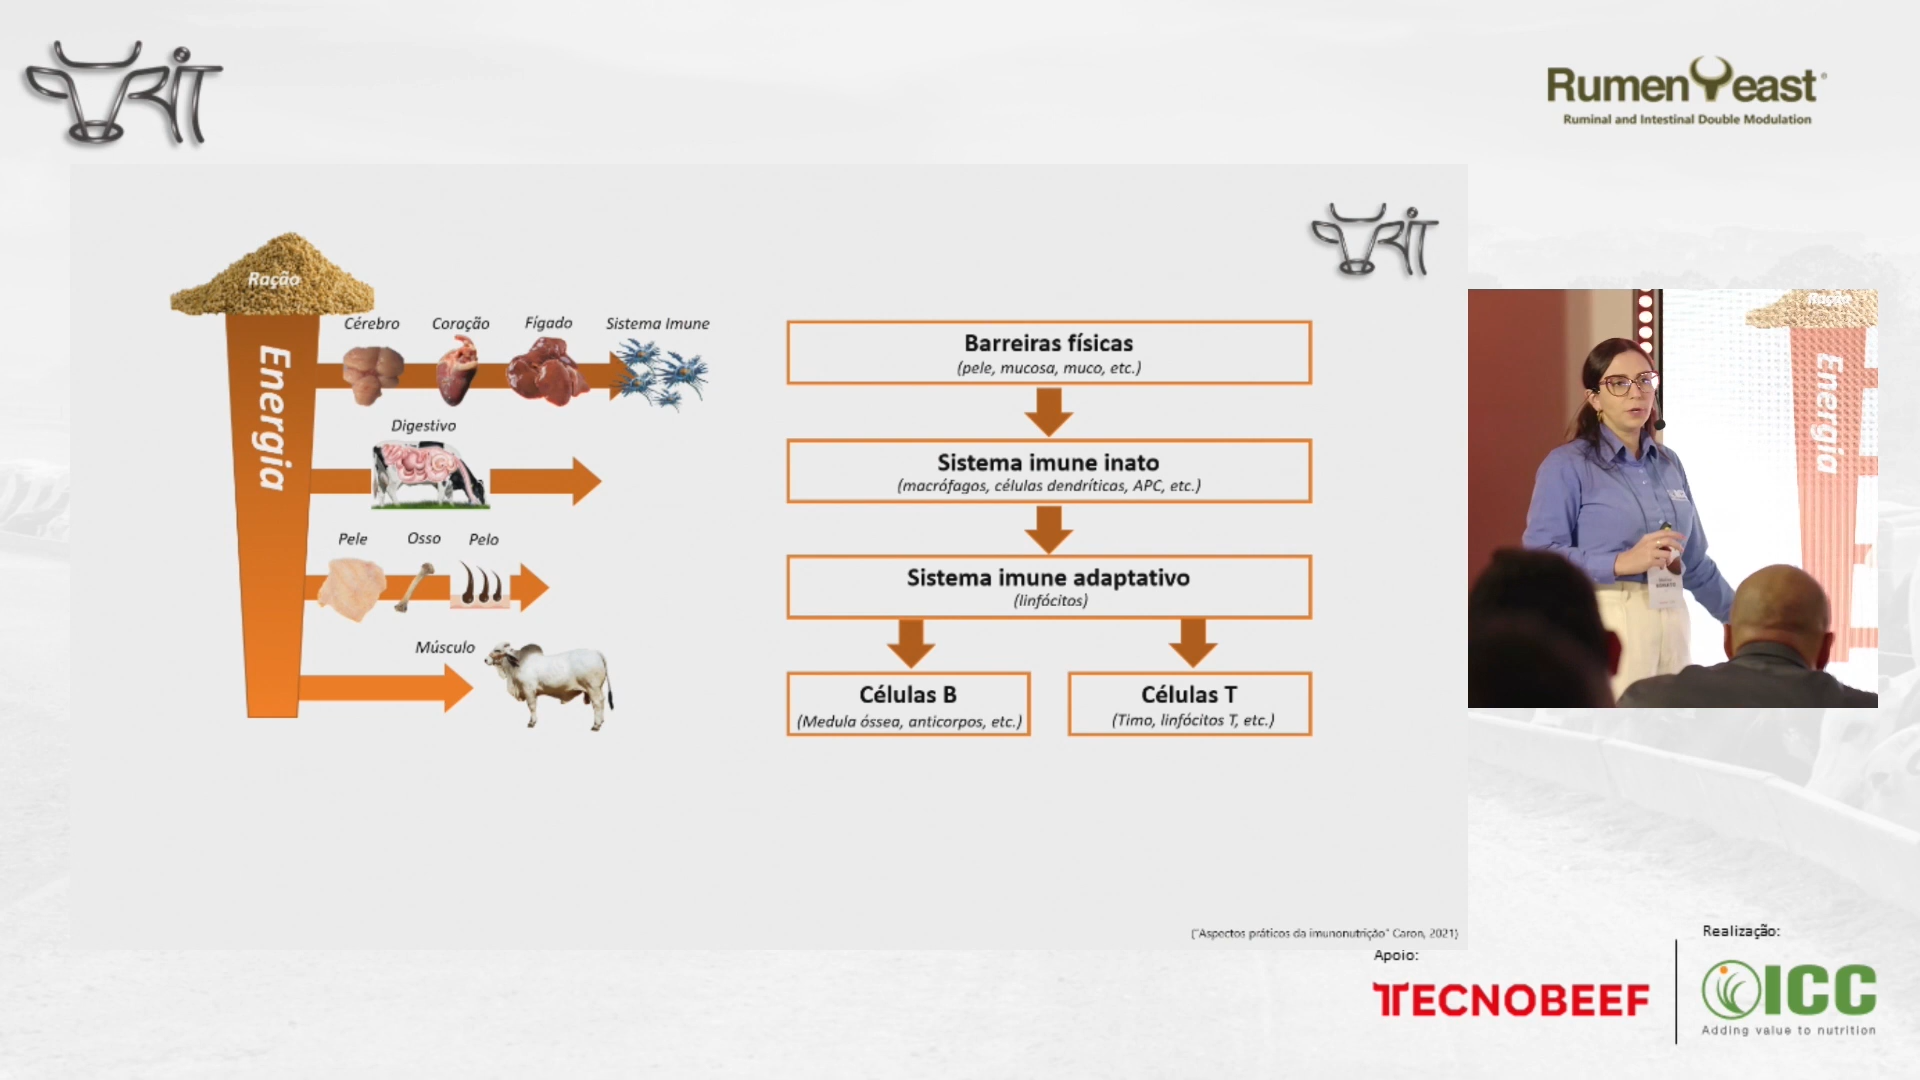 RumenYeast®
Ruminal and Intestinal Double Modulation
Ração
Energia
Cérebro
Coração
Fígado
Sistema Imune
Digestivo
Pele
Osso
Pelo
Músculo
Barreiras físicas
(pele, mucosa, muco, etc.)
Sistema imune inato
(macrófagos, células dendríticas, APC, etc.)
Sistema imune adaptativo
(linfócitos)
Células B
(Medula óssea, anticorpos, etc.)
Células T
(Timo, linfócitos T, etc.)
("Aspectos práticos da imunonutrição" Caron, 2021)
Ração
Energia
Apoio:
TECNOBEEF
Realização:
ICC
Adding value to nutrition